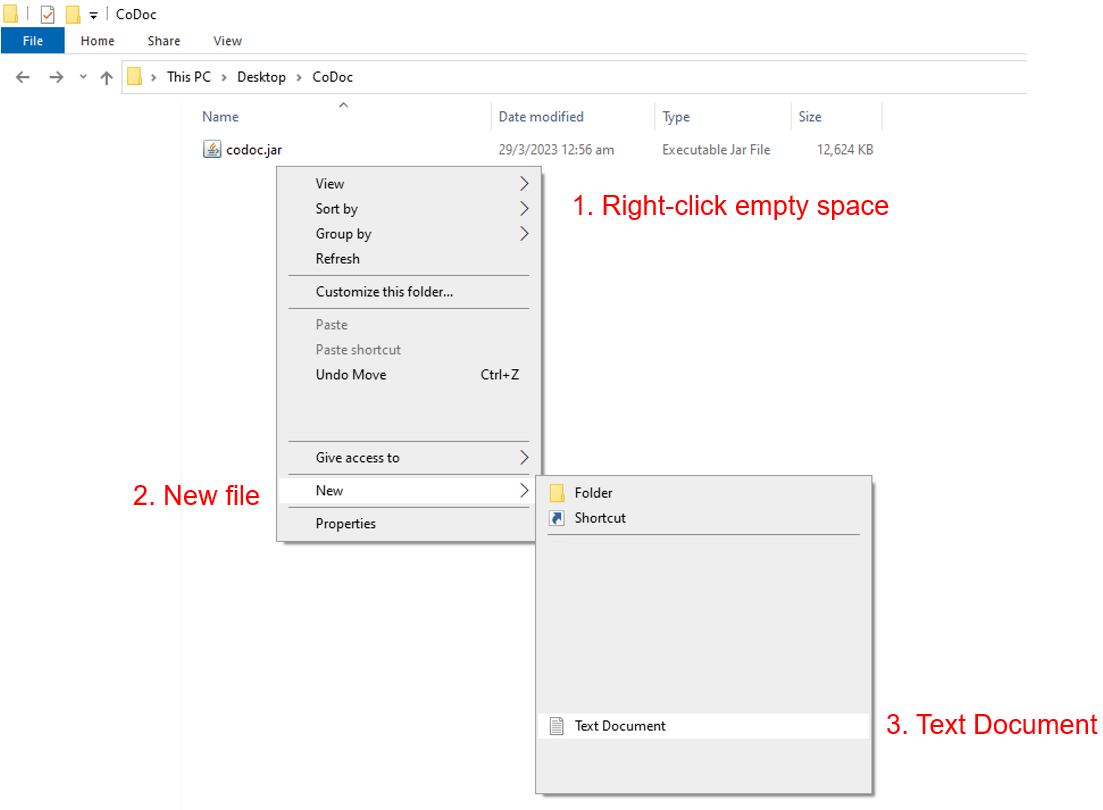 CoDoc
File Home Share View
This PC Desktop CoDoc
Name Date modified Type Size
codoc.jar 29/3/2023 12:56 am Executable Jar File 12,624 KB
View
1. Right-click empty space
Sort by
Group by
Refresh
Customize this folder...
Paste
Paste shortcut
Undo Move Ctrl+Z
Give access to
2. New file
New
Folder
Shortcut
Properties
Text Document
3. Text Document